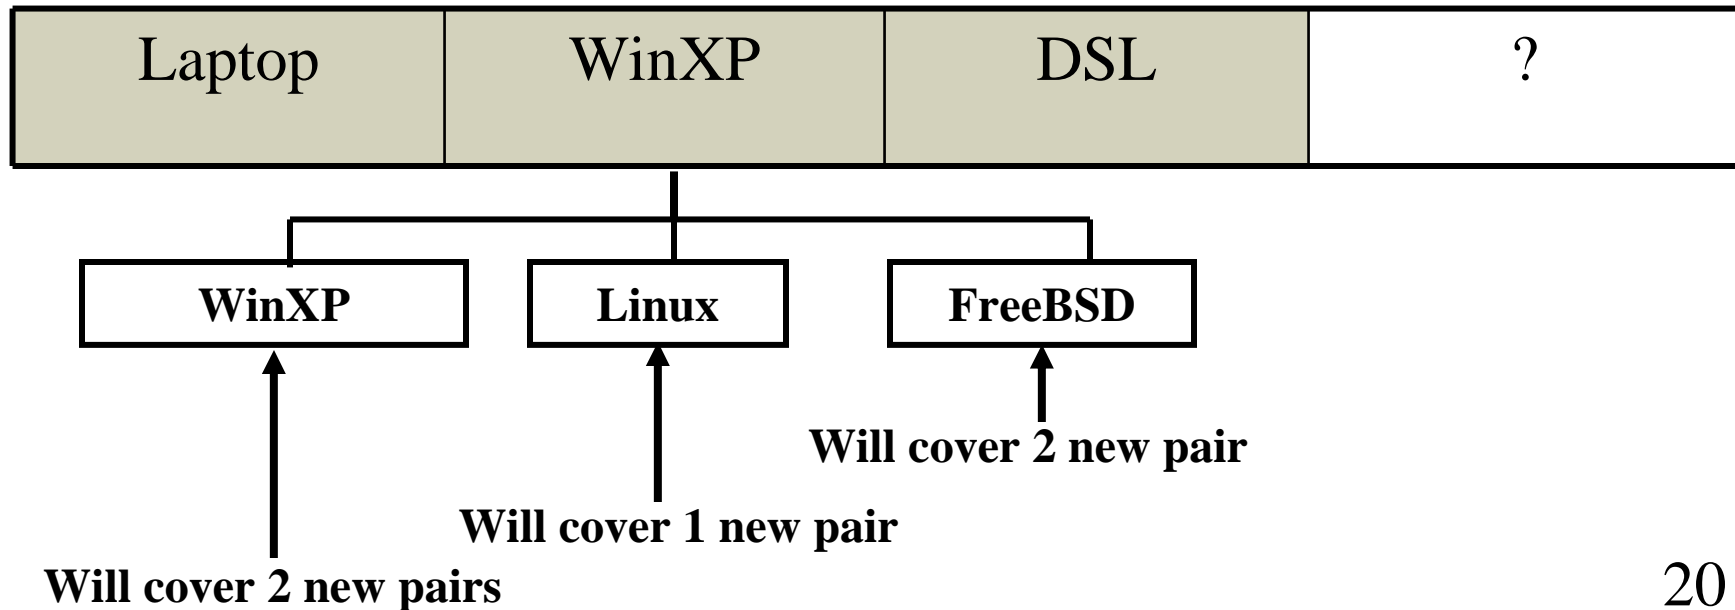 Laptop WinXP DSL ?
WinXP Linux FreeBSD
Will cover 2 new pair
Will cover 1 new pair
Will cover 2 new pairs
20